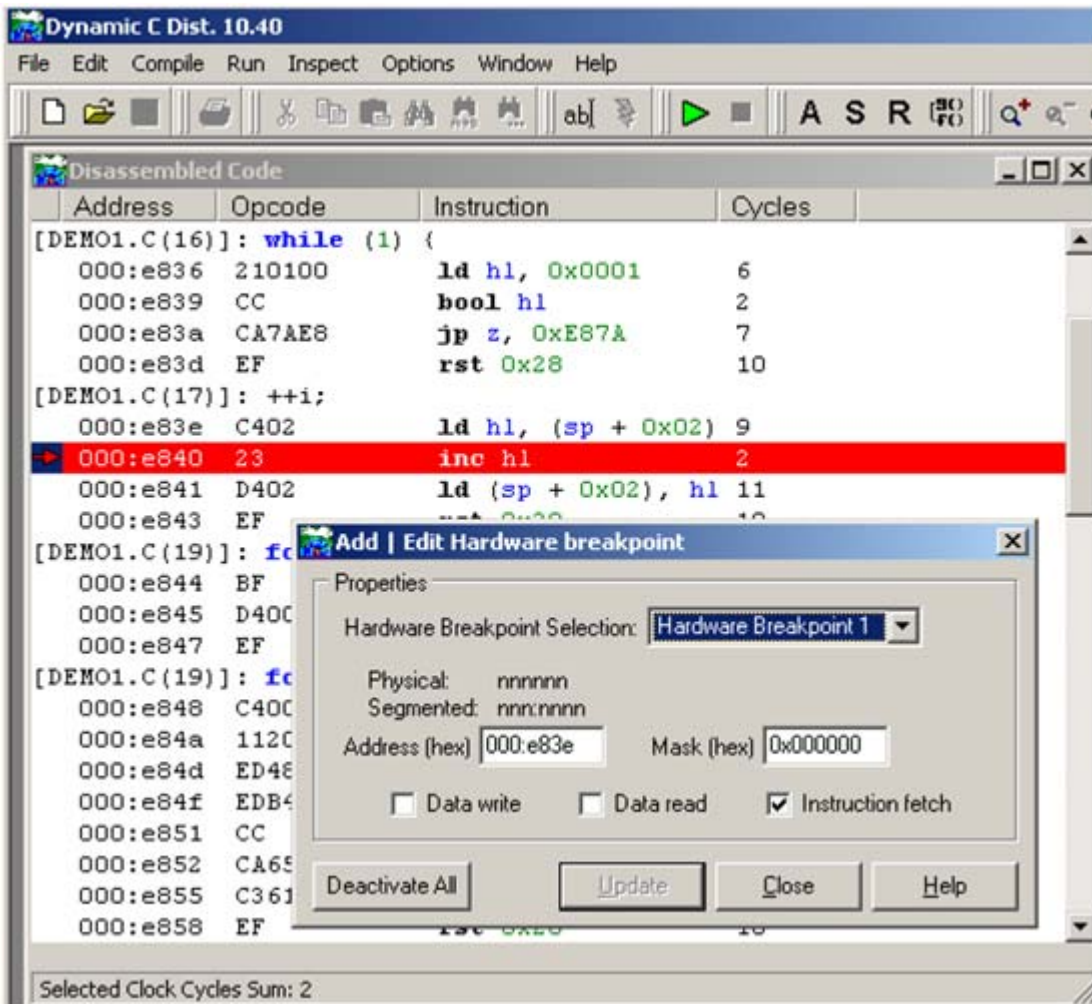 Dynamic C Dist. 10.40
File Edit Compile Run Inspect Options Window Help
ab A S R
Disassembled Code
Address Opcode Instruction Cycles
[DEMO1.C(16)]: while (1) {
000:e836 210100 ld hl, 0x0001 6
000:e839 CC bool hl 2
000:e83a CA7AE8 jp z, 0xE87A 7
000:e83d EF rst 0x28 10
[DEMO1.C(17)]: ++i;
000:e83e C402 ld hl, (sp + 0x02) 9
000:e840 23 inc hl 2
000:e841 D402 ld (sp + 0x02), hl 11
000:e843 EF
Add | Edit Hardware breakpoint
[DEMO1.C(19)]:
000:e844 BF
Properties
000:e845
Hardware Breakpoint Selection: Hardware Breakpoint 1
000:e847 EF
[DEMO1.C(19)]:
Physical: nnnnnn
000:e848
Segmented: nnn:nnnn
000:e84a
Address (hex) 000:e83e Mask (hex) 0x000000
000:e84d
000:e84f
Data write Data read Instruction fetch
000:e851 CC
000:e852
000:e855
Deactivate All Update Close Help
000:e858 EF
Selected Clock Cycles Sum: 2